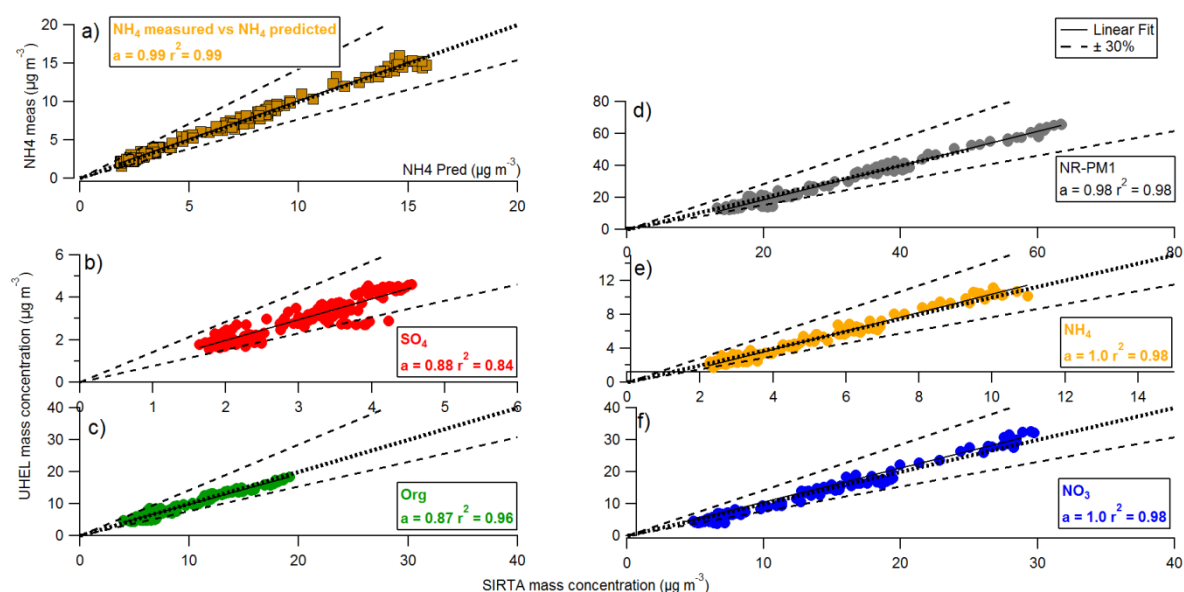 a)
NH4 measured vs NH4 predicted
a = 0.99 r2 = 0.99
NH4 meas (µg m-3)
20
15
10
5
0
NH4 Pred (µg m-3)
0 5 10 15 20
Linear Fit
± 30%
d)
80
60
40
20
0
NR-PM1
a = 0.98 r2 = 0.98
0 20 40 60 80
b)
6
4
2
0
SO4
a = 0.88 r2 = 0.84
0 1 2 3 4 5 6
e)
12
8
4
0
NH4
a = 1.0 r2 = 0.98
0 2 4 6 8 10 12 14
UHEL mass concentration (µg m-3)
c)
40
30
20
10
0
Org
a = 0.87 r2 = 0.96
0 10 20 30 40
f)
40
30
20
10
0
NO3
a = 1.0 r2 = 0.98
0 10 20 30 40
SIRTA mass concentration (µg m-3)